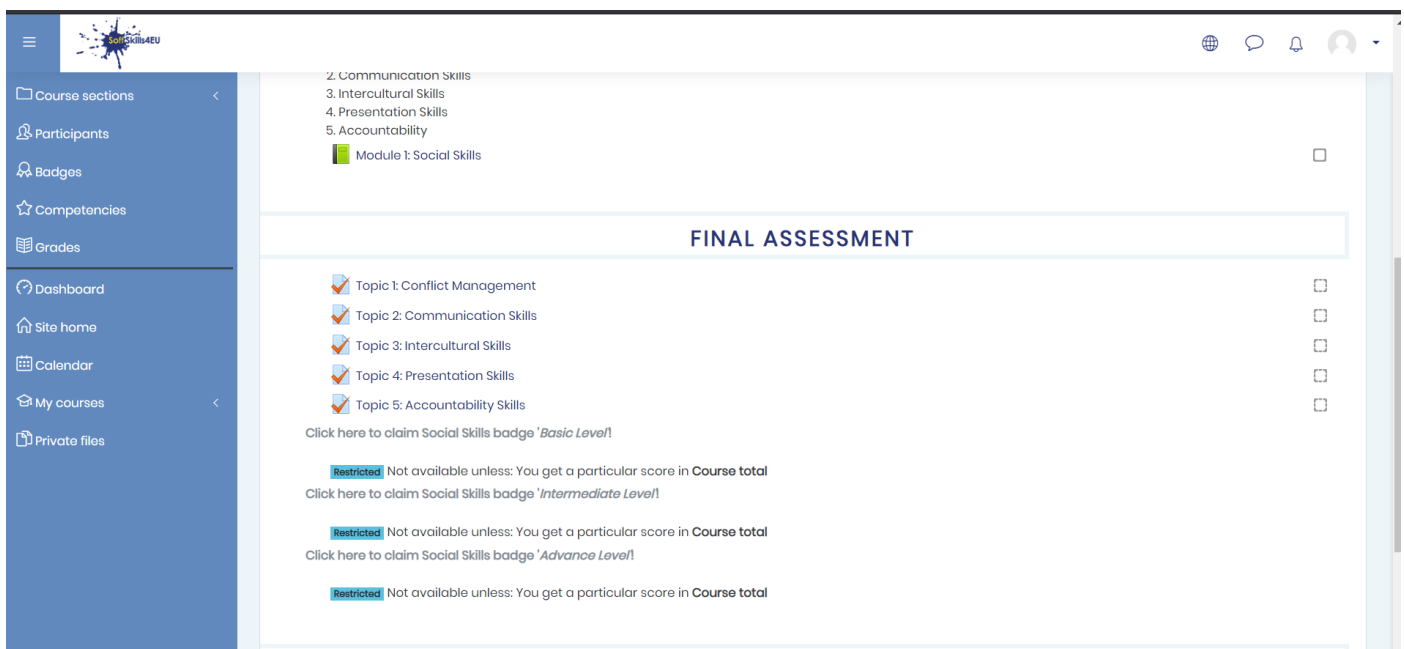 SoftSkills4EU
Course sections
Participants
Badges
Competencies
Grades
Dashboard
Site home
Calendar
My courses
Private files
2. Communication Skills
3. Intercultural Skills
4. Presentation Skills
5. Accountability
Module 1: Social Skills
FINAL ASSESSMENT
Topic 1: Conflict Management
Topic 2: Communication Skills
Topic 3: Intercultural Skills
Topic 4: Presentation Skills
Topic 5: Accountability Skills
Click here to claim Social Skills badge 'Basic Level'!
Restricted Not available unless: You get a particular score in Course total
Click here to claim Social Skills badge 'Intermediate Level'!
Restricted Not available unless: You get a particular score in Course total
Click here to claim Social Skills badge 'Advance Level'!
Restricted Not available unless: You get a particular score in Course total